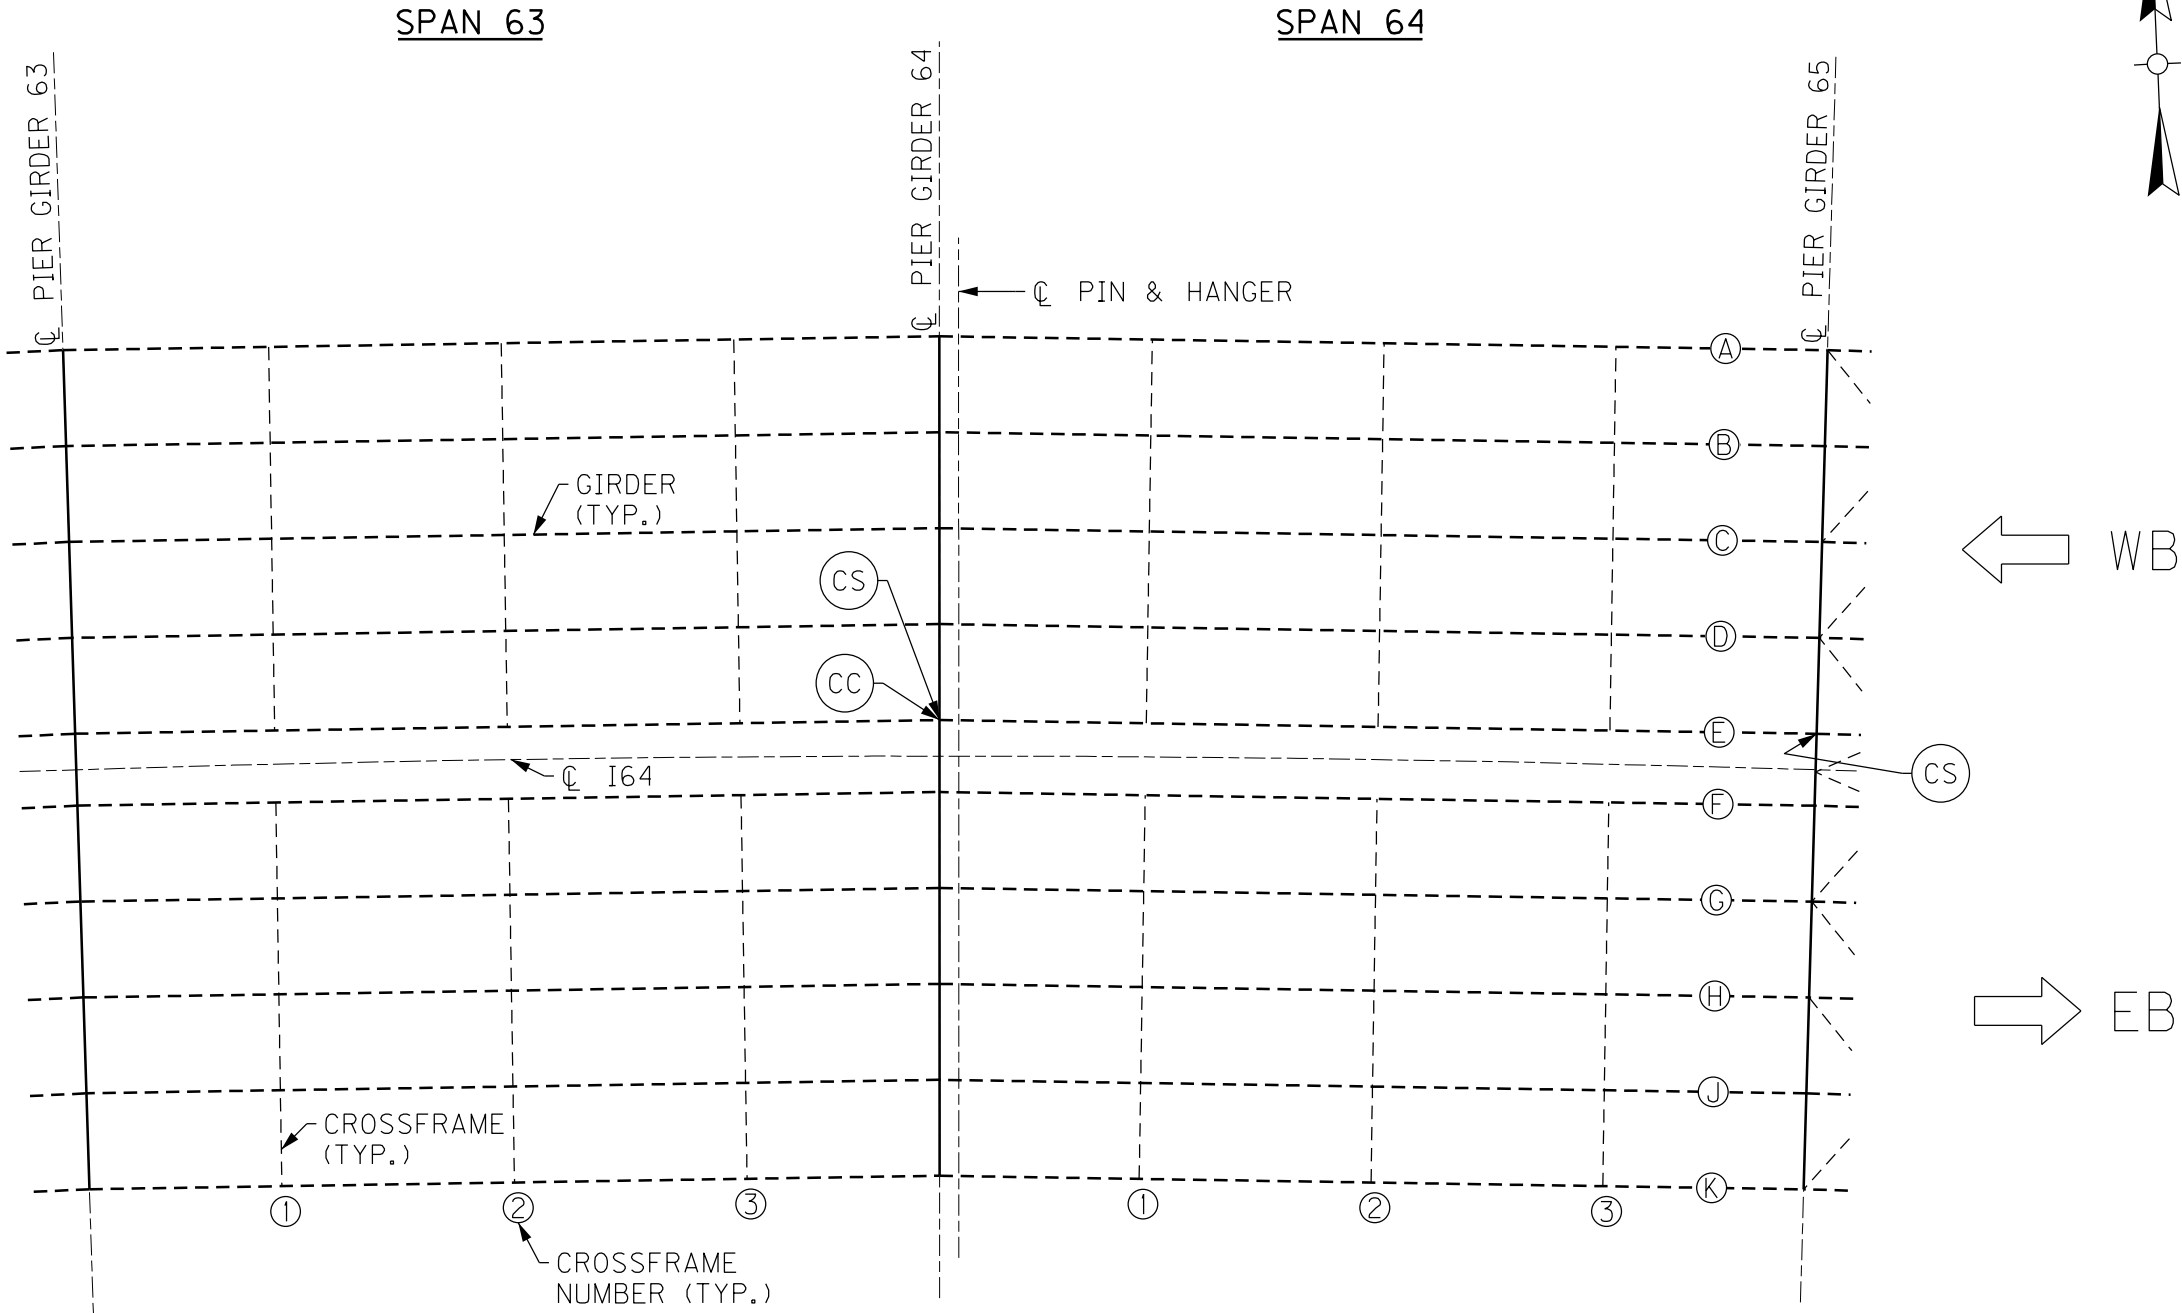 SPAN 63
SPAN 64
℄ PIER GIRDER 63
℄ PIER GIRDER 64
℄ PIER GIRDER 65
℄ PIN & HANGER
A
B
GIRDER
(TYP.)
C
WB
CS
D
CC
E
℄ I64
CS
F
G
H
EB
J
CROSSFRAME
(TYP.)
K
1
2
3
1
2
3
CROSSFRAME
NUMBER (TYP.)